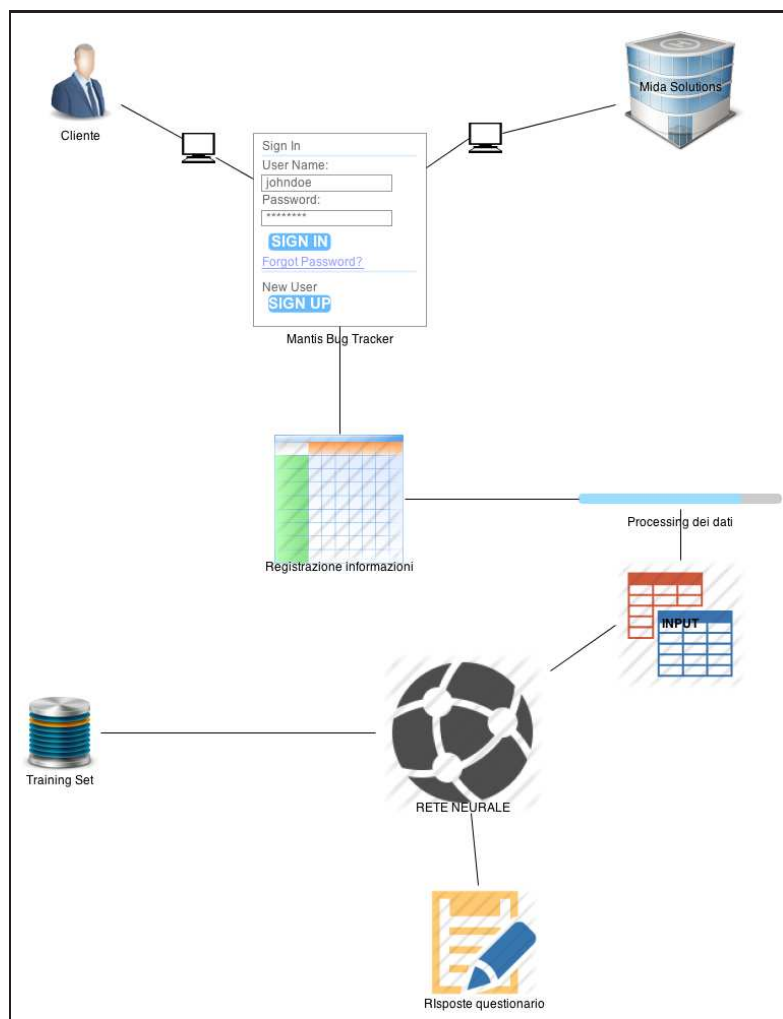 Cliente
Mida Solutions
Sign In
User Name:
johndoe
Password:
********
SIGN IN
Forgot Password?
New User
SIGN UP
Mantis Bug Tracker
Registrazione informazioni
Processing dei dati
INPUT
Training Set
RETE NEURALE
RIsposte questionario